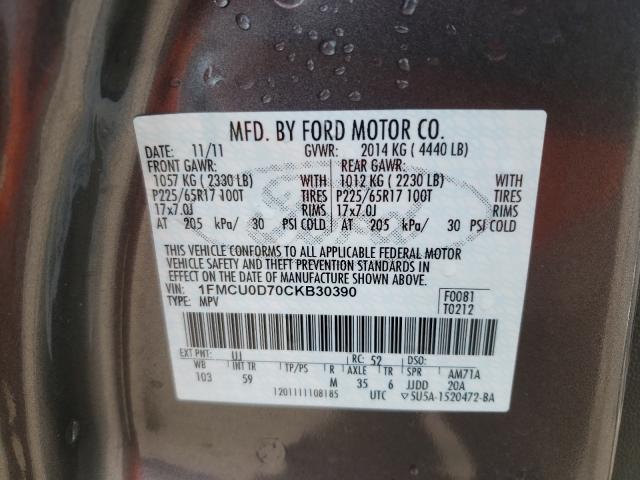 MFD. BY FORD MOTOR CO.
DATE: 11/11 GVWR: 2014 KG ( 4440 LB)
FRONT GAWR: REAR GAWR:
1057 KG ( 2330 LB) WITH 1012 KG ( 2230 LB) WITH
P225/65R17 100T TIRES P225/65R17 100T TIRES
17x7.0J RIMS 17x7.0J RIMS
AT 205 kPa/ 30 PSI COLD AT 205 kPa/ 30 PSI COLD
THIS VEHICLE CONFORMS TO ALL APPLICABLE FEDERAL MOTOR
VEHICLE SAFETY AND THEFT PREVENTION STANDARDS IN
EFFECT ON THE DATE OF MANUFACTURE SHOWN ABOVE.
VIN: 1FMCU0D70CKB30390 F0081
TYPE: MPV T0212
EXT PNT: UJ RC: 52 DSO:
WB INT TR TP/PS R AXLE TR SPR AM71A
103 59 M 35 6 JJDD 20A
1201111108185 UTC ▽5U5A-1520472-BA